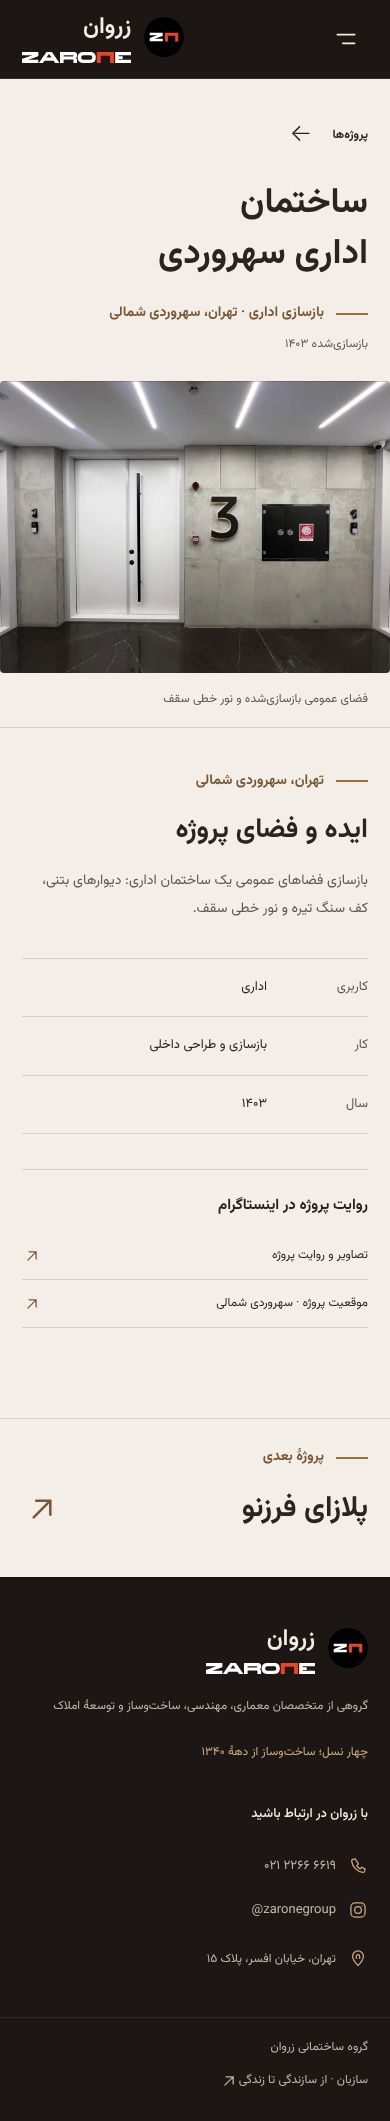 زروان
ZARONE
پروژه‌ها
ساختمان
اداری سهروردی
بازسازی اداری · تهران، سهروردی شمالی
بازسازی‌شده ۱۴۰۳
3
فضای عمومی بازسازی‌شده و نور خطی سقف
تهران، سهروردی شمالی
ایده و فضای پروژه
بازسازی فضاهای عمومی یک ساختمان اداری: دیوارهای بتنی،
کف سنگ تیره و نور خطی سقف.
کاربری اداری
کار بازسازی و طراحی داخلی
سال ۱۴۰۳
روایت پروژه در اینستاگرام
تصاویر و روایت پروژه
موقعیت پروژه · سهروردی شمالی
پروژهٔ بعدی
پلازای فرزنو
زروان
ZARONE
گروهی از متخصصان معماری، مهندسی، ساخت‌وساز و توسعهٔ املاک
چهار نسل؛ ساخت‌وساز از دههٔ ۱۳۴۰
با زروان در ارتباط باشید
۰۲۱ ۲۲۶۶ ۶۶۱۹
@zaronegroup
تهران، خیابان افسر، پلاک ۱۵
گروه ساختمانی زروان
سازیان · از سازندگی تا زندگی